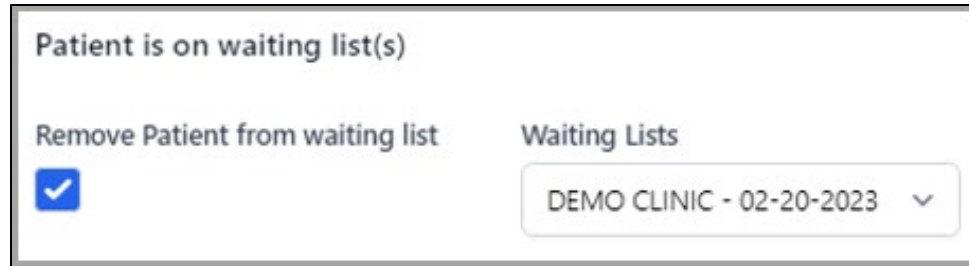 Patient is on waiting list(s)
Remove Patient from waiting list
Waiting Lists
DEMO CLINIC - 02-20-2023